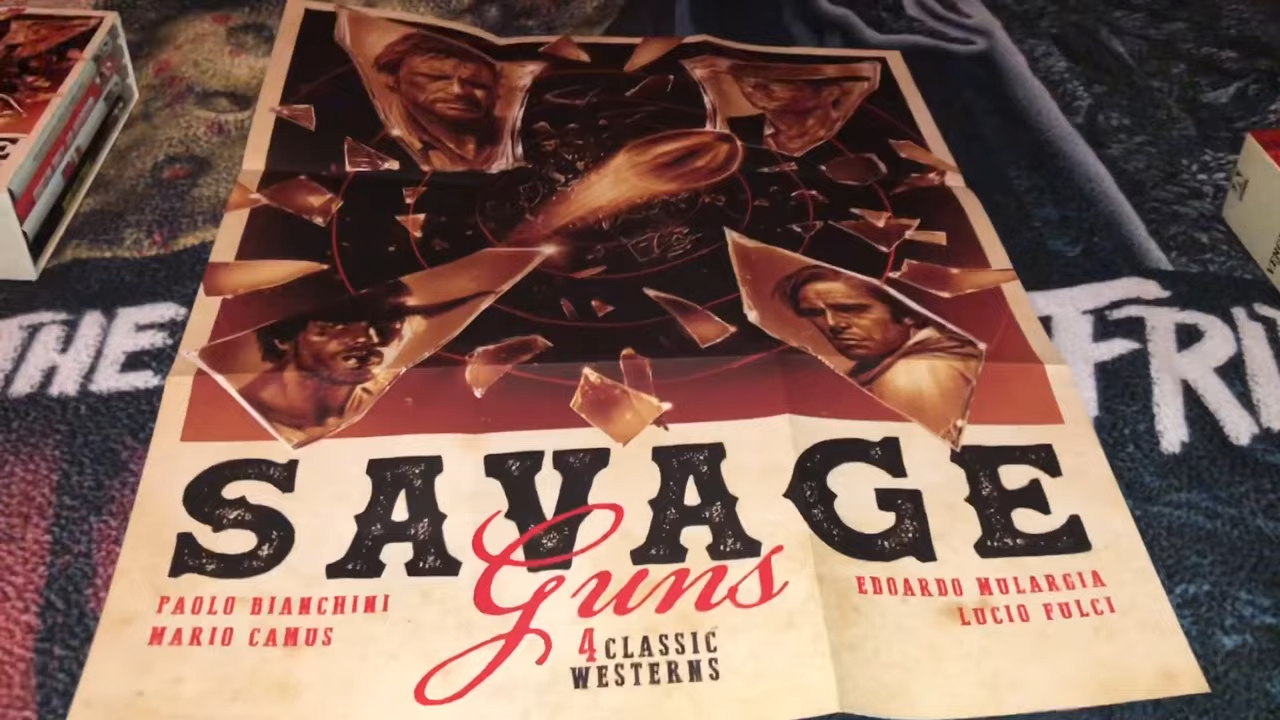 THE
FRI
SAVAGE
Guns
PAOLO BIANCHINI
MARIO CAMUS
4 CLASSIC
WESTERNS
EDOARDO MULARGIA
LUCIO FULCI